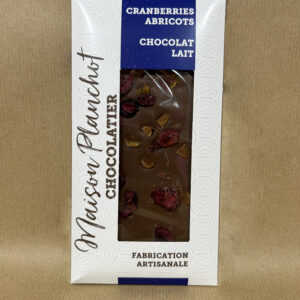 CRANBERRIES
ABRICOTS
CHOCOLAT
LAIT
Maison Planchot
CHOCOLATIER
FABRICATION
ARTISANALE